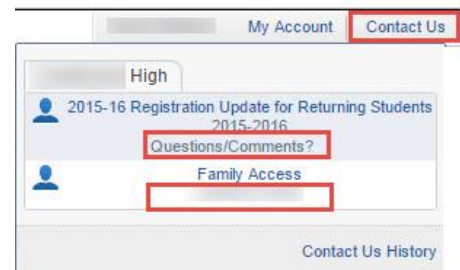 My Account Contact Us
High
2015-16 Registration Update for Returning Students
2015-2016
Questions/Comments?
Family Access
Contact Us History